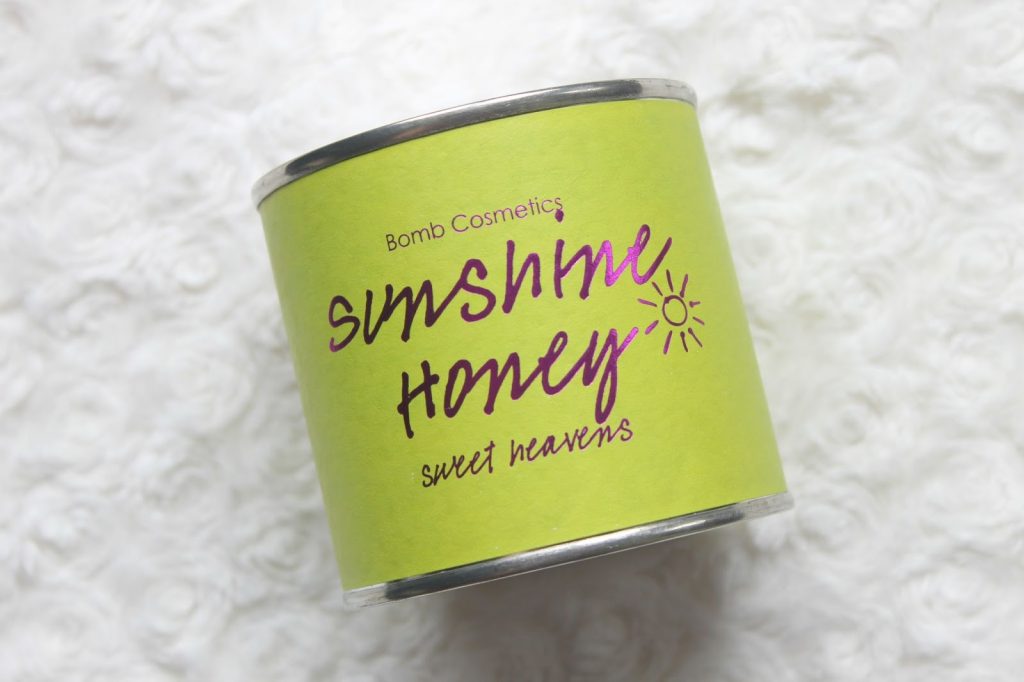 Bomb Cosmetics
sunshine
Honey
sweet heavens